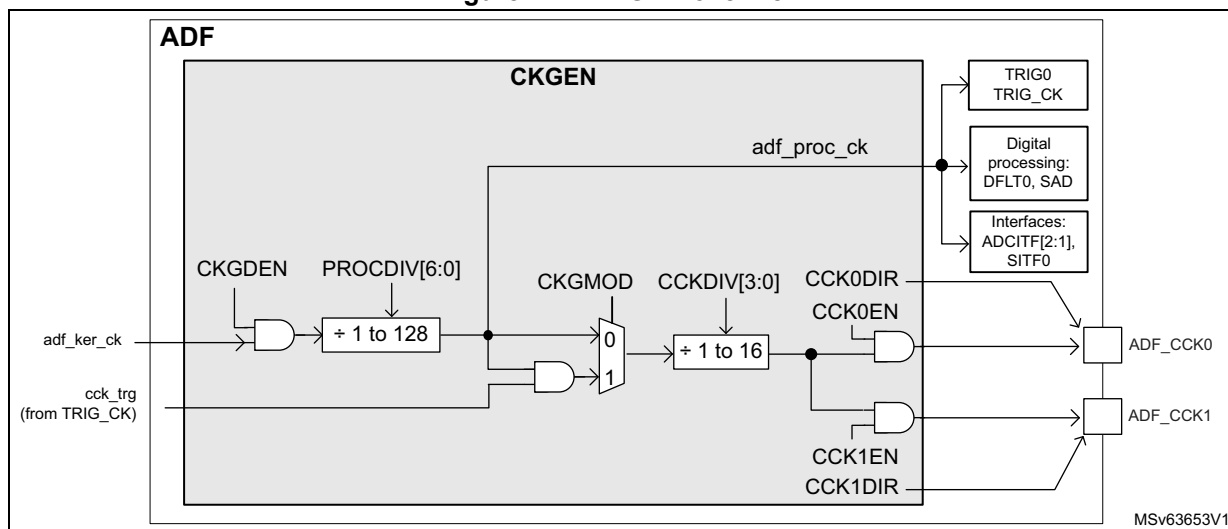 ADF
CKGEN
TRIG0
TRIG_CK
adf_proc_ck
Digital
processing:
DFLT0, SAD
Interfaces:
ADCITF[2:1],
SITF0
CKGDEN
PROCDIV[6:0]
CKGMOD
CCKDIV[3:0]
CCK0DIR
CCK0EN
adf_ker_ck
÷ 1 to 128
0
÷ 1 to 16
ADF_CCK0
1
cck_trg
(from TRIG_CK)
ADF_CCK1
CCK1EN
CCK1DIR
MSv63653V1